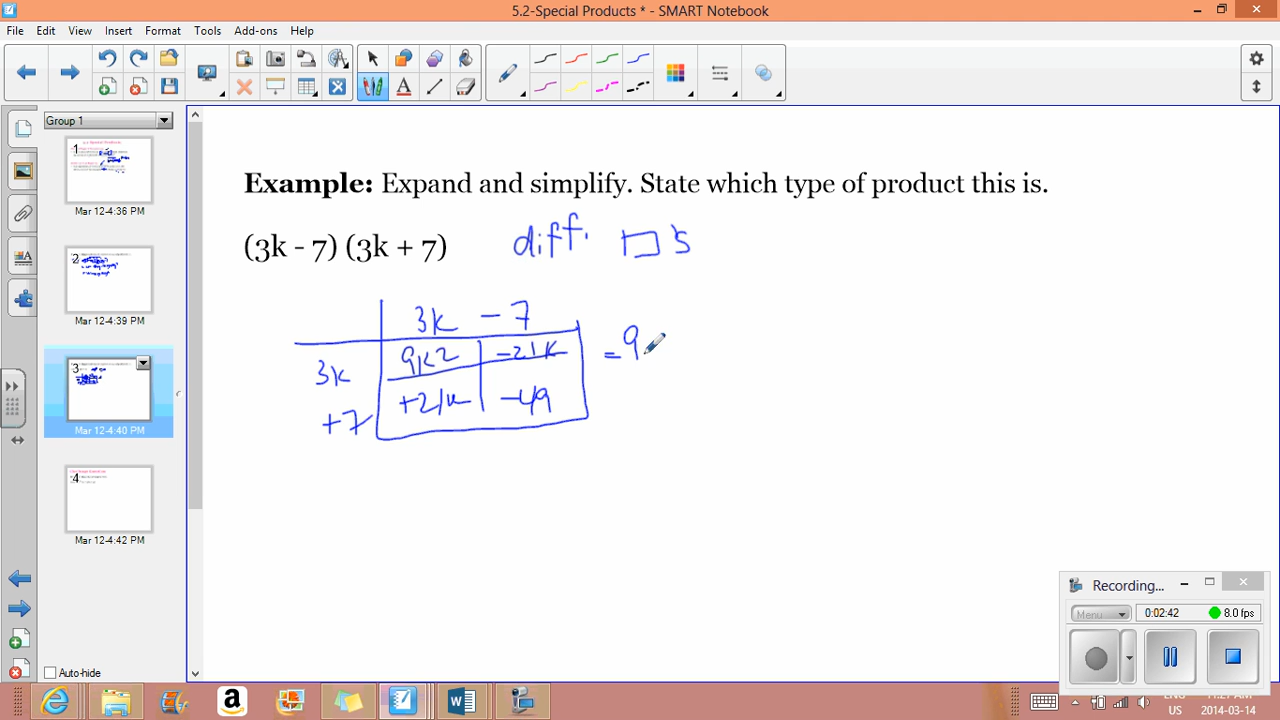 5.2-Special Products * - SMART Notebook
File Edit View Insert Format Tools Add-ons Help
Group 1
1
Mar 12-4:36 PM
2
Mar 12-4:39 PM
3
Mar 12-4:40 PM
4
Mar 12-4:42 PM
Auto-hide
Example: Expand and simplify. State which type of product this is.
(3k - 7) (3k + 7) diff. □'s
3k - 7
3k 9k2 -21k = 9
+7 +21k -49
Recording...
Menu 0:02:42 8.0 fps
US 2014-03-14